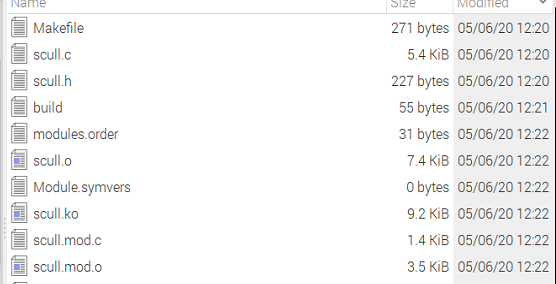 Name Size Modified
Makefile 271 bytes 05/06/20 12:20
scull.c 5.4 KiB 05/06/20 12:20
scull.h 227 bytes 05/06/20 12:20
build 55 bytes 05/06/20 12:21
modules.order 31 bytes 05/06/20 12:22
scull.o 7.4 KiB 05/06/20 12:22
Module.symvers 0 bytes 05/06/20 12:22
scull.ko 9.2 KiB 05/06/20 12:22
scull.mod.c 1.4 KiB 05/06/20 12:22
scull.mod.o 3.5 KiB 05/06/20 12:22